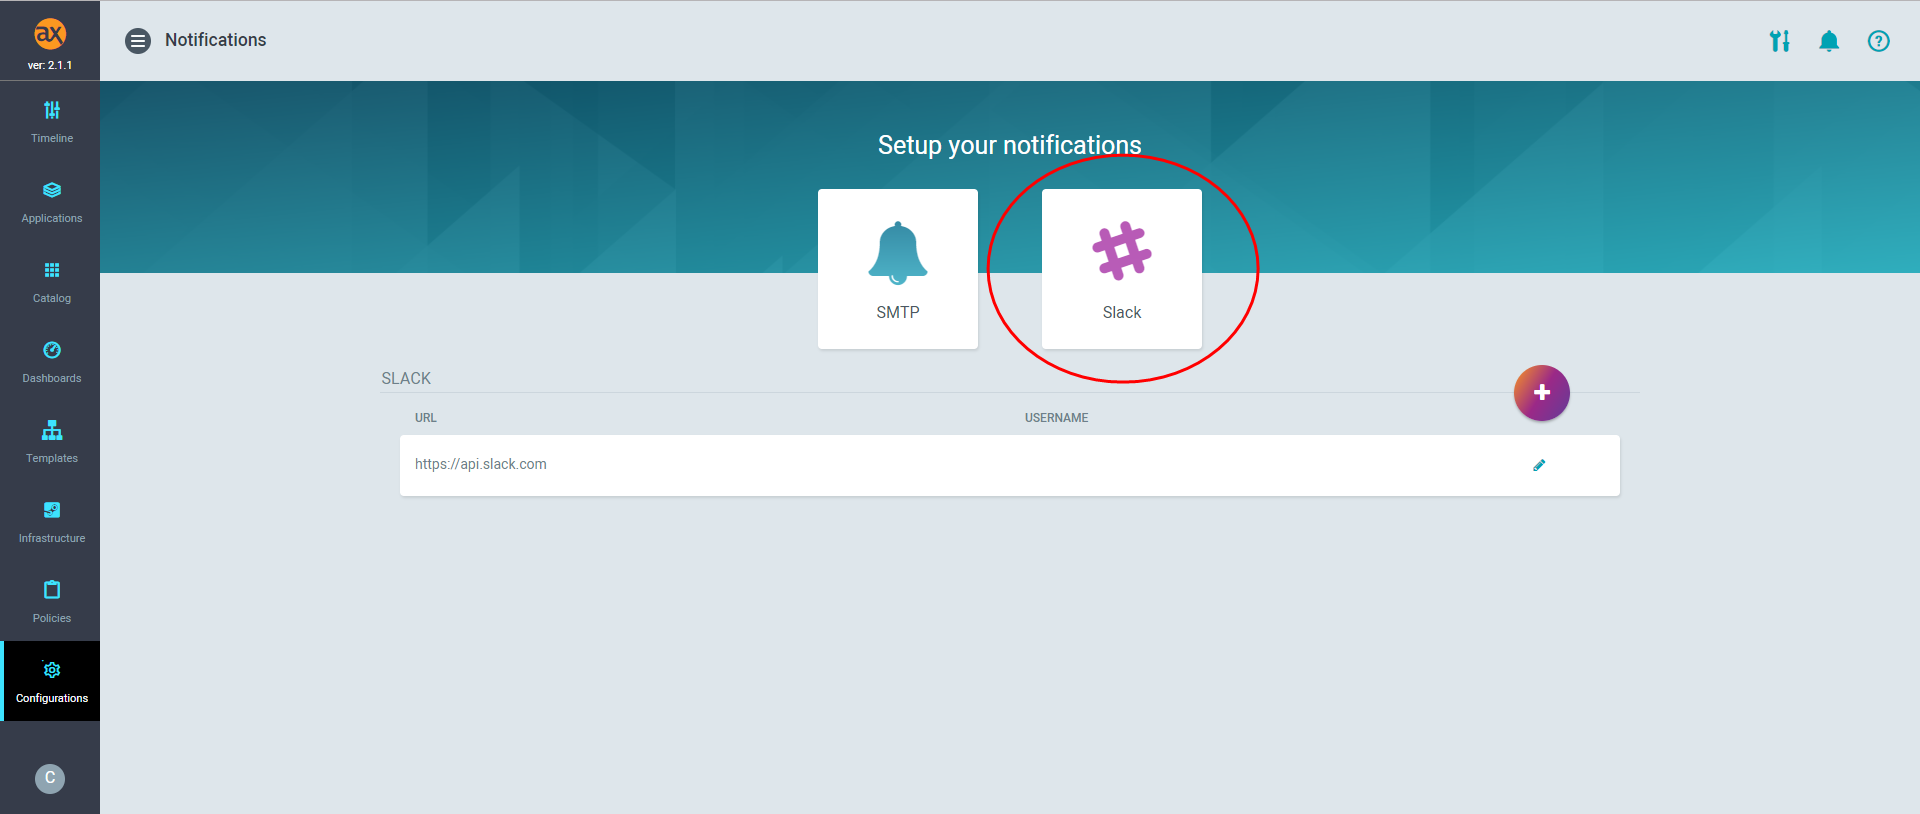 ax
ver: 2.1.1
Notifications
Timeline
Applications
Catalog
Dashboards
Templates
Infrastructure
Policies
Configurations
C
Setup your notifications
SMTP
Slack
SLACK
URL
USERNAME
https://api.slack.com